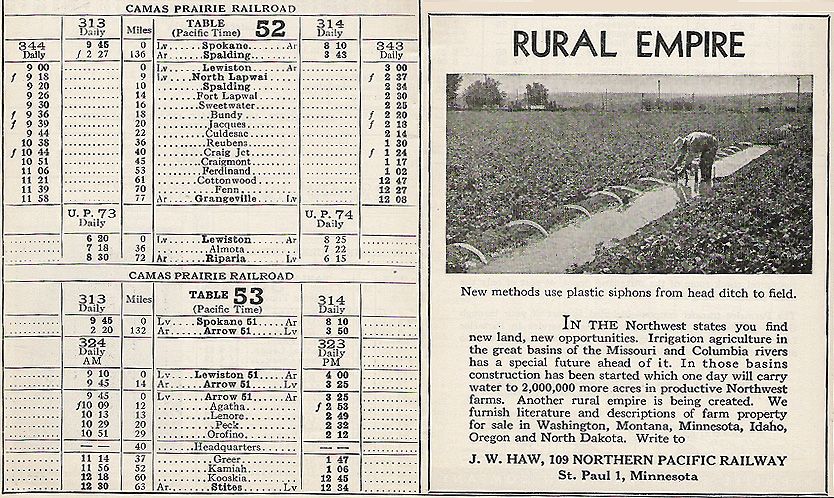 CAMAS PRAIRIE RAILROAD
313 Daily Miles TABLE 52 (Pacific Time) 314 Daily
344 Daily 9 45 0 Lv Spokane Ar 8 10 343 Daily
f 2 27 136 Ar Spalding 3 43
9 00 0 Lv Lewiston Ar 3 00
f 9 18 9 Lv North Lapwai f 2 37
9 20 10 Spalding 2 34
9 26 14 Fort Lapwai 2 30
9 30 16 Sweetwater 2 25
f 9 36 18 Bundy f 2 20
f 9 39 20 Jacques f 2 18
9 44 22 Culdesac 2 14
10 38 36 Reubens 1 30
f 10 44 40 Craig Jct f 1 24
10 51 45 Craigmont 1 17
11 06 53 Ferdinand 1 02
11 21 61 Cottonwood 12 47
11 39 70 Fenn 12 27
11 58 77 Ar Grangeville Lv 12 08
U. P. 73 Daily U. P. 74 Daily
6 20 0 Lv Lewiston Ar 8 25
7 18 36 Almota 7 22
8 30 72 Ar Riparia Lv 6 15
CAMAS PRAIRIE RAILROAD
313 Daily Miles TABLE 53 (Pacific Time) 314 Daily
9 45 0 Lv Spokane 51 Ar 8 10
2 20 132 Ar Arrow 51 Lv 3 50
324 Daily AM 323 Daily PM
9 10 0 Lv Lewiston 51 Ar 4 00
9 45 14 Ar Arrow 51 Lv 3 25
9 45 0 Lv Arrow 51 Ar 3 25
f10 09 12 Agatha f 2 53
10 13 13 Lenore 2 49
10 29 20 Peck 2 32
10 51 29 Orofino 2 12
— — 40 Headquarters — —
11 14 37 Greer 1 47
11 56 52 Kamiah 1 06
12 18 60 Kooskia 12 45
12 30 63 Ar Stites Lv 12 34
RURAL EMPIRE
New methods use plastic siphons from head ditch to field.
IN THE Northwest states you find
new land, new opportunities. Irrigation agriculture in
the great basins of the Missouri and Columbia rivers
has a special future ahead of it. In those basins
construction has been started which one day will carry
water to 2,000,000 more acres in productive Northwest
farms. Another rural empire is being created. We
furnish literature and descriptions of farm property
for sale in Washington, Montana, Minnesota, Idaho,
Oregon and North Dakota. Write to
J. W. HAW, 109 NORTHERN PACIFIC RAILWAY
St. Paul 1, Minnesota